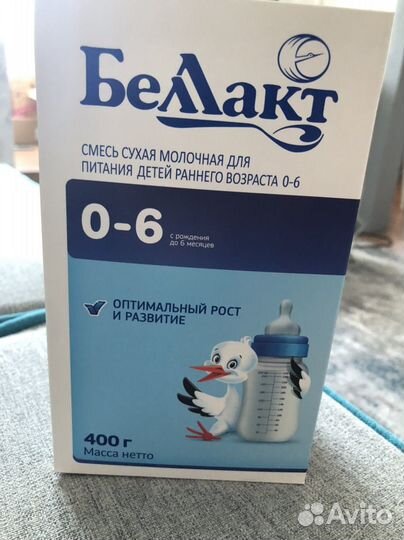 Беллакт
СМЕСЬ СУХАЯ МОЛОЧНАЯ ДЛЯ
ПИТАНИЯ ДЕТЕЙ РАННЕГО ВОЗРАСТА 0-6
0-6
с рождения
до 6 месяцев
ОПТИМАЛЬНЫЙ РОСТ
И РАЗВИТИЕ
400 г
Масса нетто
Avito